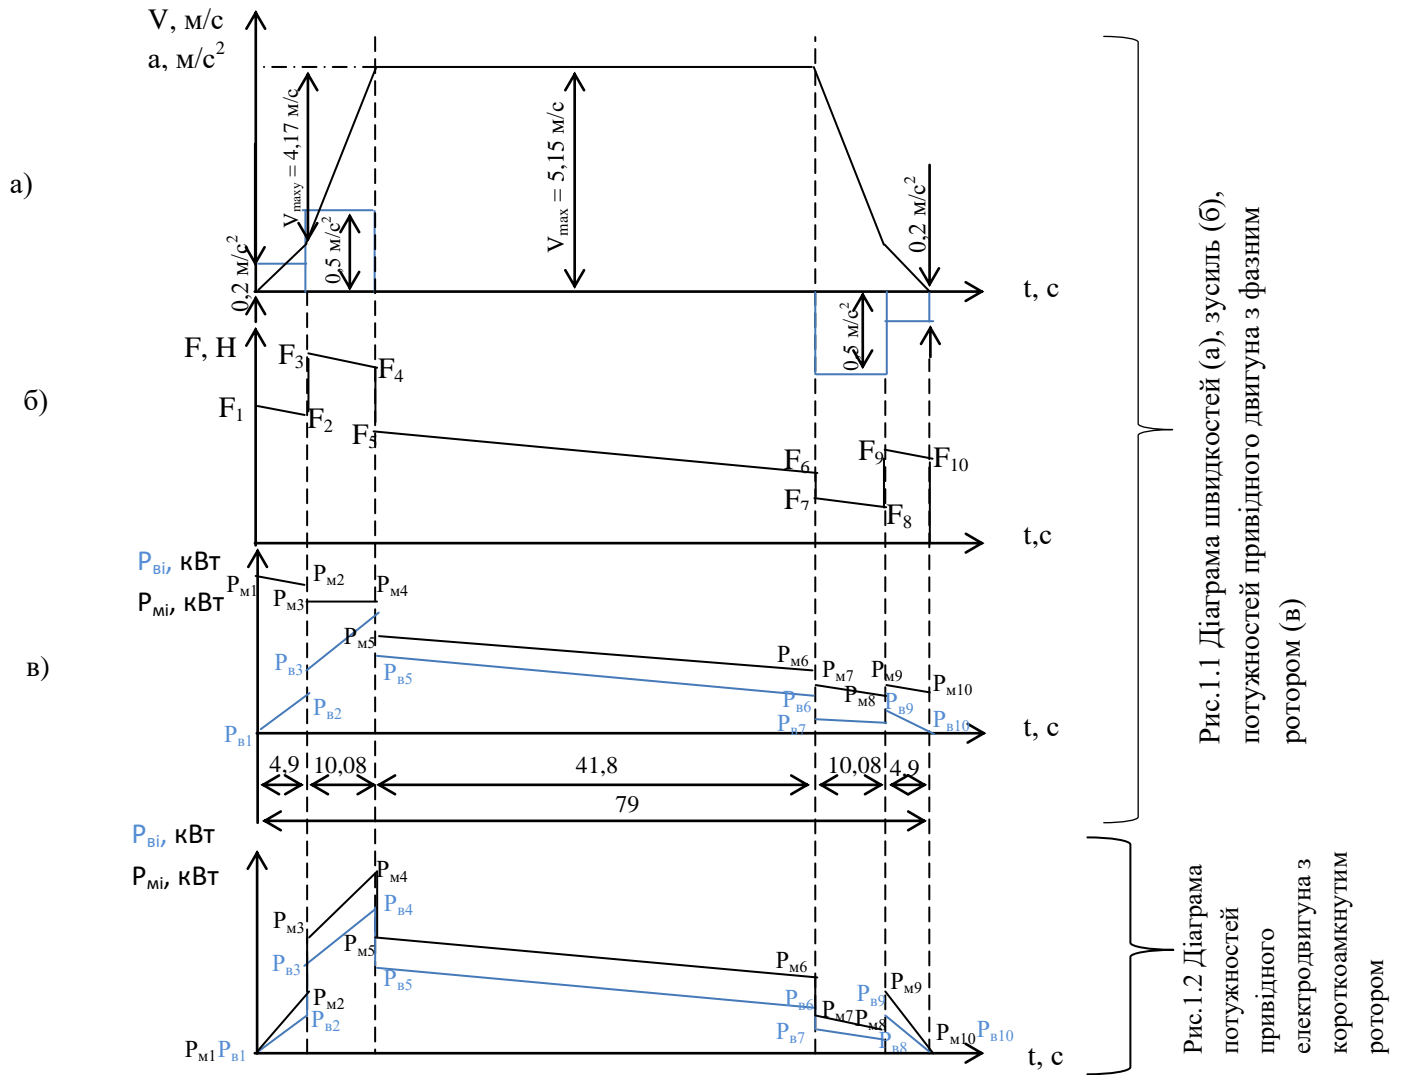 V, м/с
a, м/с²
а)
V_maxy = 4,17 м/с
V_max = 5,15 м/с
0,2 м/с²
0,5 м/с²
0,2 м/с²
0,5 м/с²
t, с
F, Н
б)
F₁
F₂
F₃
F₄
F₅
F₆
F₇
F₈
F₉
F₁₀
t,с
Рві, кВт
Рмі, кВт
в)
Рм1
Рм2
Рм3
Рм4
Рм5
Рм6
Рм7
Рм8
Рм9
Рм10
Рв1
Рв2
Рв3
Рв5
Рв6
Рв7
Рв9
Рв10
t, с
4,9
10,08
41,8
10,08
4,9
79
Рис.1.1 Діаграма швидкостей (а), зусиль (б),
потужностей привідного двигуна з фазним
ротором (в)
Рві, кВт
Рмі, кВт
Рм1Рв1
Рм2
Рв2
Рм3
Рв3
Рм4
Рв4
Рм5
Рв5
Рм6
Рв6
Рм7
Рв7
Рм8
Рв8
Рм9
Рв9
Рм10Рв10
t, с
Рис.1.2 Діаграма
потужностей
привідного
електродвигуна з
короткоамкнутим
ротором